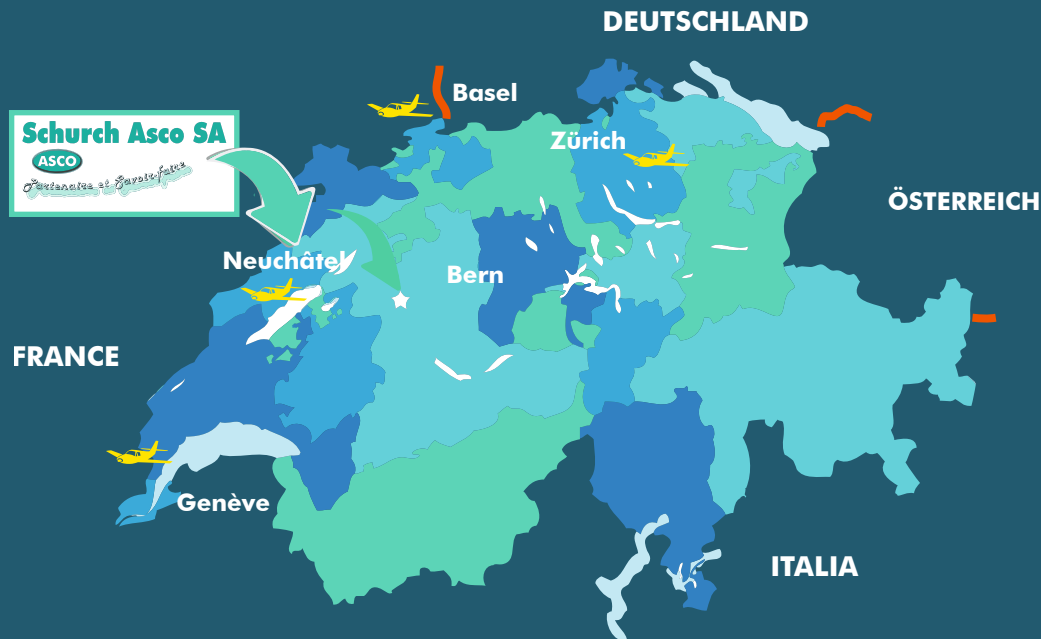 DEUTSCHLAND
Basel
Schurch Asco SA
ASCO
Partenaire et Savoir-faire
Zürich
ÖSTERREICH
Neuchâtel
Bern
FRANCE
Genève
ITALIA